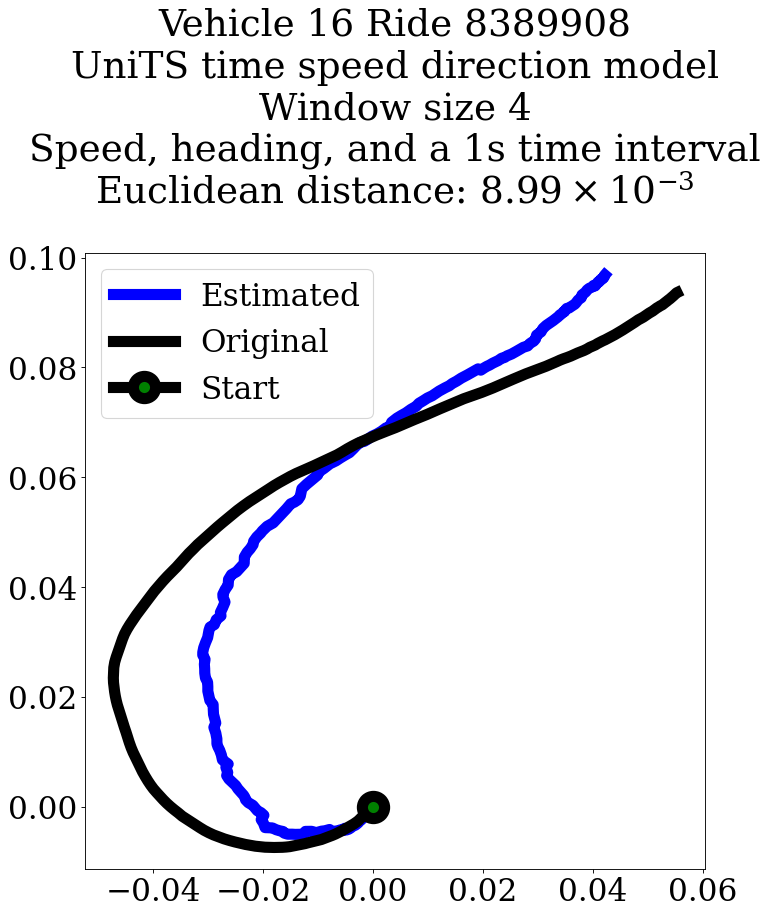 Vehicle 16 Ride 8389908
UniTS time speed direction model
Window size 4
Speed, heading, and a 1s time interval
Euclidean distance: 8.99 × 10⁻³
0.10
Estimated
Original
Start
0.08
0.06
0.04
0.02
0.00
−0.04 −0.02 0.00 0.02 0.04 0.06